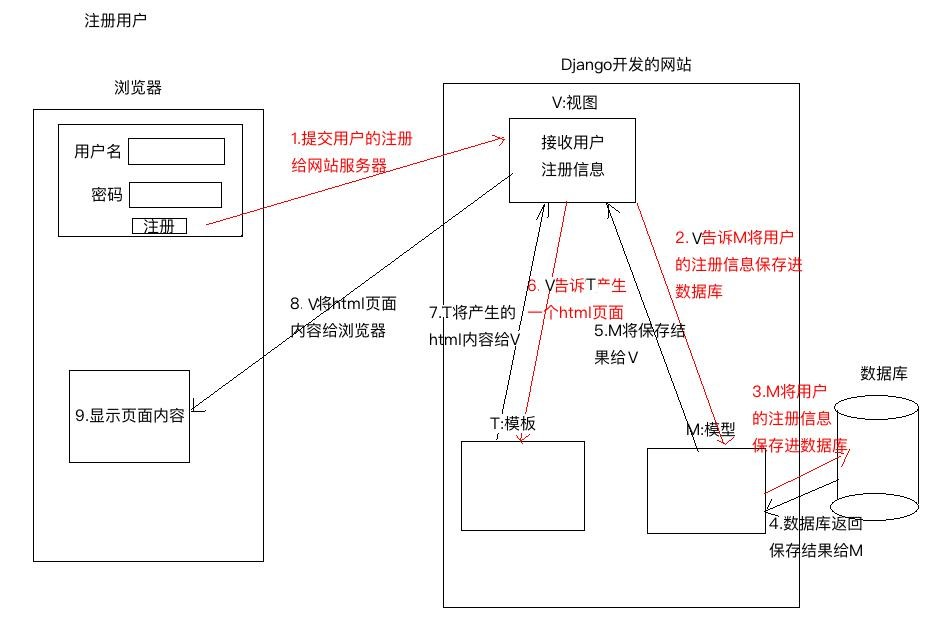 注册用户
浏览器
用户名
密码
注册
1.提交用户的注册
给网站服务器
Django开发的网站
V:视图
接收用户
注册信息
2. V告诉M将用户
的注册信息保存进
数据库
3.M将用户
的注册信息
保存进数据库
数据库
4.数据库返回
保存结果给M
M:模型
5.M将保存结
果给V
6. V告诉T产生
一个html页面
T:模板
7.T将产生的
html内容给V
8. V将html页面
内容给浏览器
9.显示页面内容